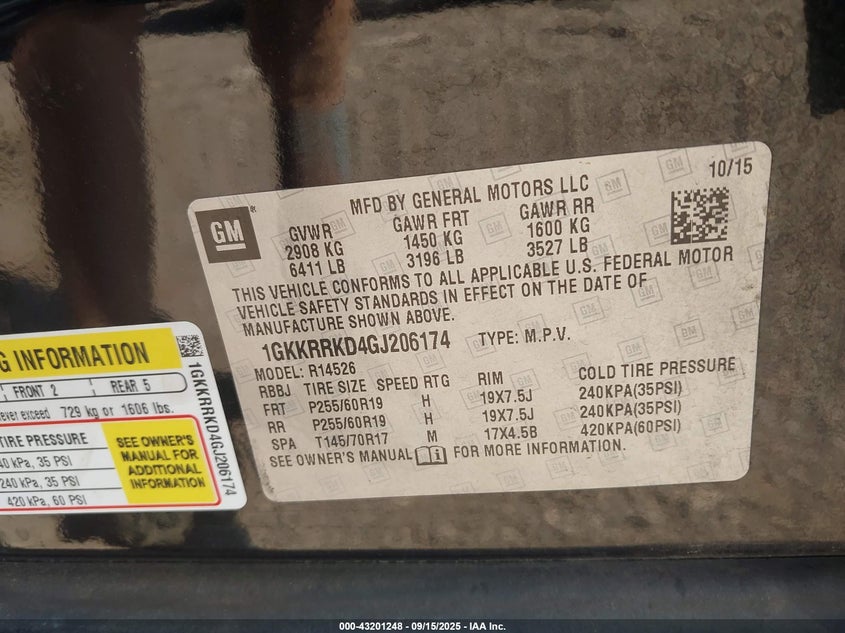 10/15
MFD BY GENERAL MOTORS LLC
GM
GVWR GAWR FRT GAWR RR
2908 KG 1450 KG 1600 KG
6411 LB 3196 LB 3527 LB
THIS VEHICLE CONFORMS TO ALL APPLICABLE U.S. FEDERAL MOTOR
VEHICLE SAFETY STANDARDS IN EFFECT ON THE DATE OF
MANUFACTURE SHOWN ABOVE.
1GKKRRKD4GJ206174 TYPE: M.P.V.
MODEL: R14526
RBBJ TIRE SIZE SPEED RTG RIM COLD TIRE PRESSURE
FRT P255/60R19 H 19X7.5J 240KPA(35PSI)
RR P255/60R19 H 19X7.5J 240KPA(35PSI)
SPA T145/70R17 M 17X4.5B 420KPA(60PSI)
SEE OWNER'S MANUAL i FOR MORE INFORMATION.
G INFORMATION
FRONT 2 REAR 5
ever exceed 729 kg or 1606 lbs.
TIRE PRESSURE
40 kPa, 35 PSI
240 kPa, 35 PSI
420 kPa, 60 PSI
SEE OWNER'S
MANUAL FOR
ADDITIONAL
INFORMATION
1GKKRRKD4GJ206174
000-43201248 - 09/15/2025 - IAA Inc.